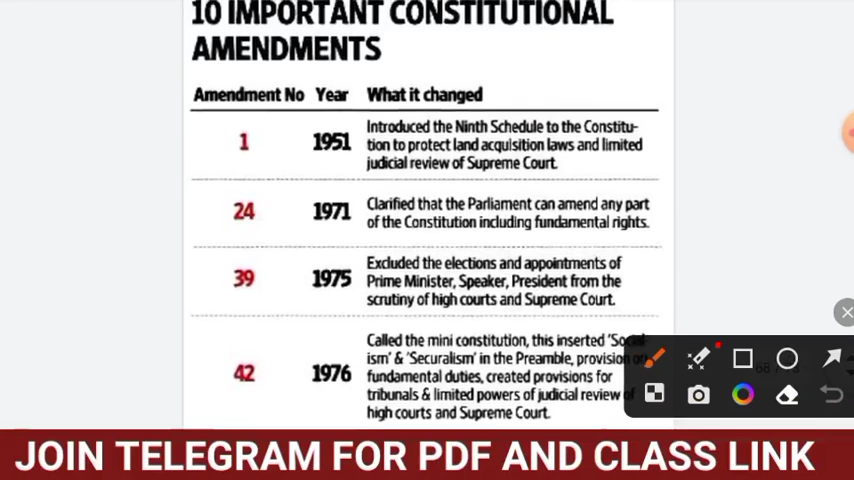 10 IMPORTANT CONSTITUTIONAL
AMENDMENTS
Amendment No Year What it changed
1 1951 Introduced the Ninth Schedule to the Constitu-
tion to protect land acquisition laws and limited
judicial review of Supreme Court.
24 1971 Clarified that the Parliament can amend any part
of the Constitution including fundamental rights.
39 1975 Excluded the elections and appointments of
Prime Minister, Speaker, President from the
scrutiny of high courts and Supreme Court.
42 1976 Called the mini constitution, this inserted 'Social-
ism' & 'Securalism' in the Preamble, provision on
fundamental duties, created provisions for
tribunals & limited powers of judicial review of
high courts and Supreme Court.
JOIN TELEGRAM FOR PDF AND CLASS LINK